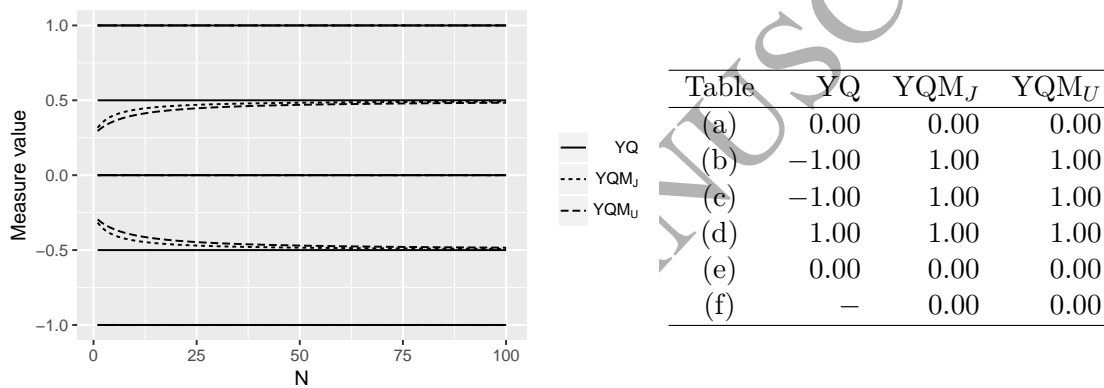 1.0
0.5
0.0
−0.5
−1.0
Measure value
0 25 50 75 100
N
YQ
YQM_J
YQM_U
Table YQ YQM_J YQM_U
(a) 0.00 0.00 0.00
(b) −1.00 1.00 1.00
(c) −1.00 1.00 1.00
(d) 1.00 1.00 1.00
(e) 0.00 0.00 0.00
(f) − 0.00 0.00